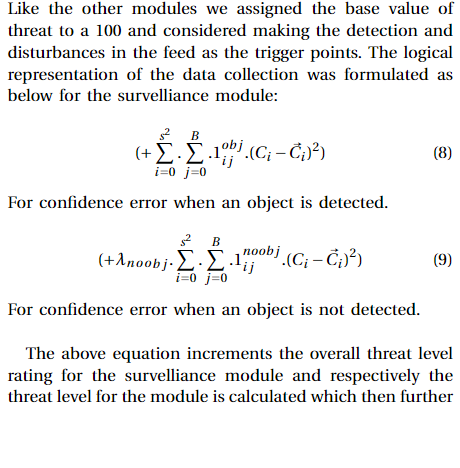 Like the other modules we assigned the base value of
threat to a 100 and considered making the detection and
disturbances in the feed as the trigger points. The logical
representation of the data collection was formulated as
below for the survelliance module:
(+ \sum_{i=0}^{s^2} . \sum_{j=0}^{B} .1_{ij}^{obj}.(C_i − \vec{C}_i)^2) (8)
For confidence error when an object is detected.
(+λ_{noobj}. \sum_{i=0}^{s^2} . \sum_{j=0}^{B} .1_{ij}^{noobj}.(C_i − \vec{C}_i)^2) (9)
For confidence error when an object is not detected.
The above equation increments the overall threat level
rating for the survelliance module and respectively the
threat level for the module is calculated which then further